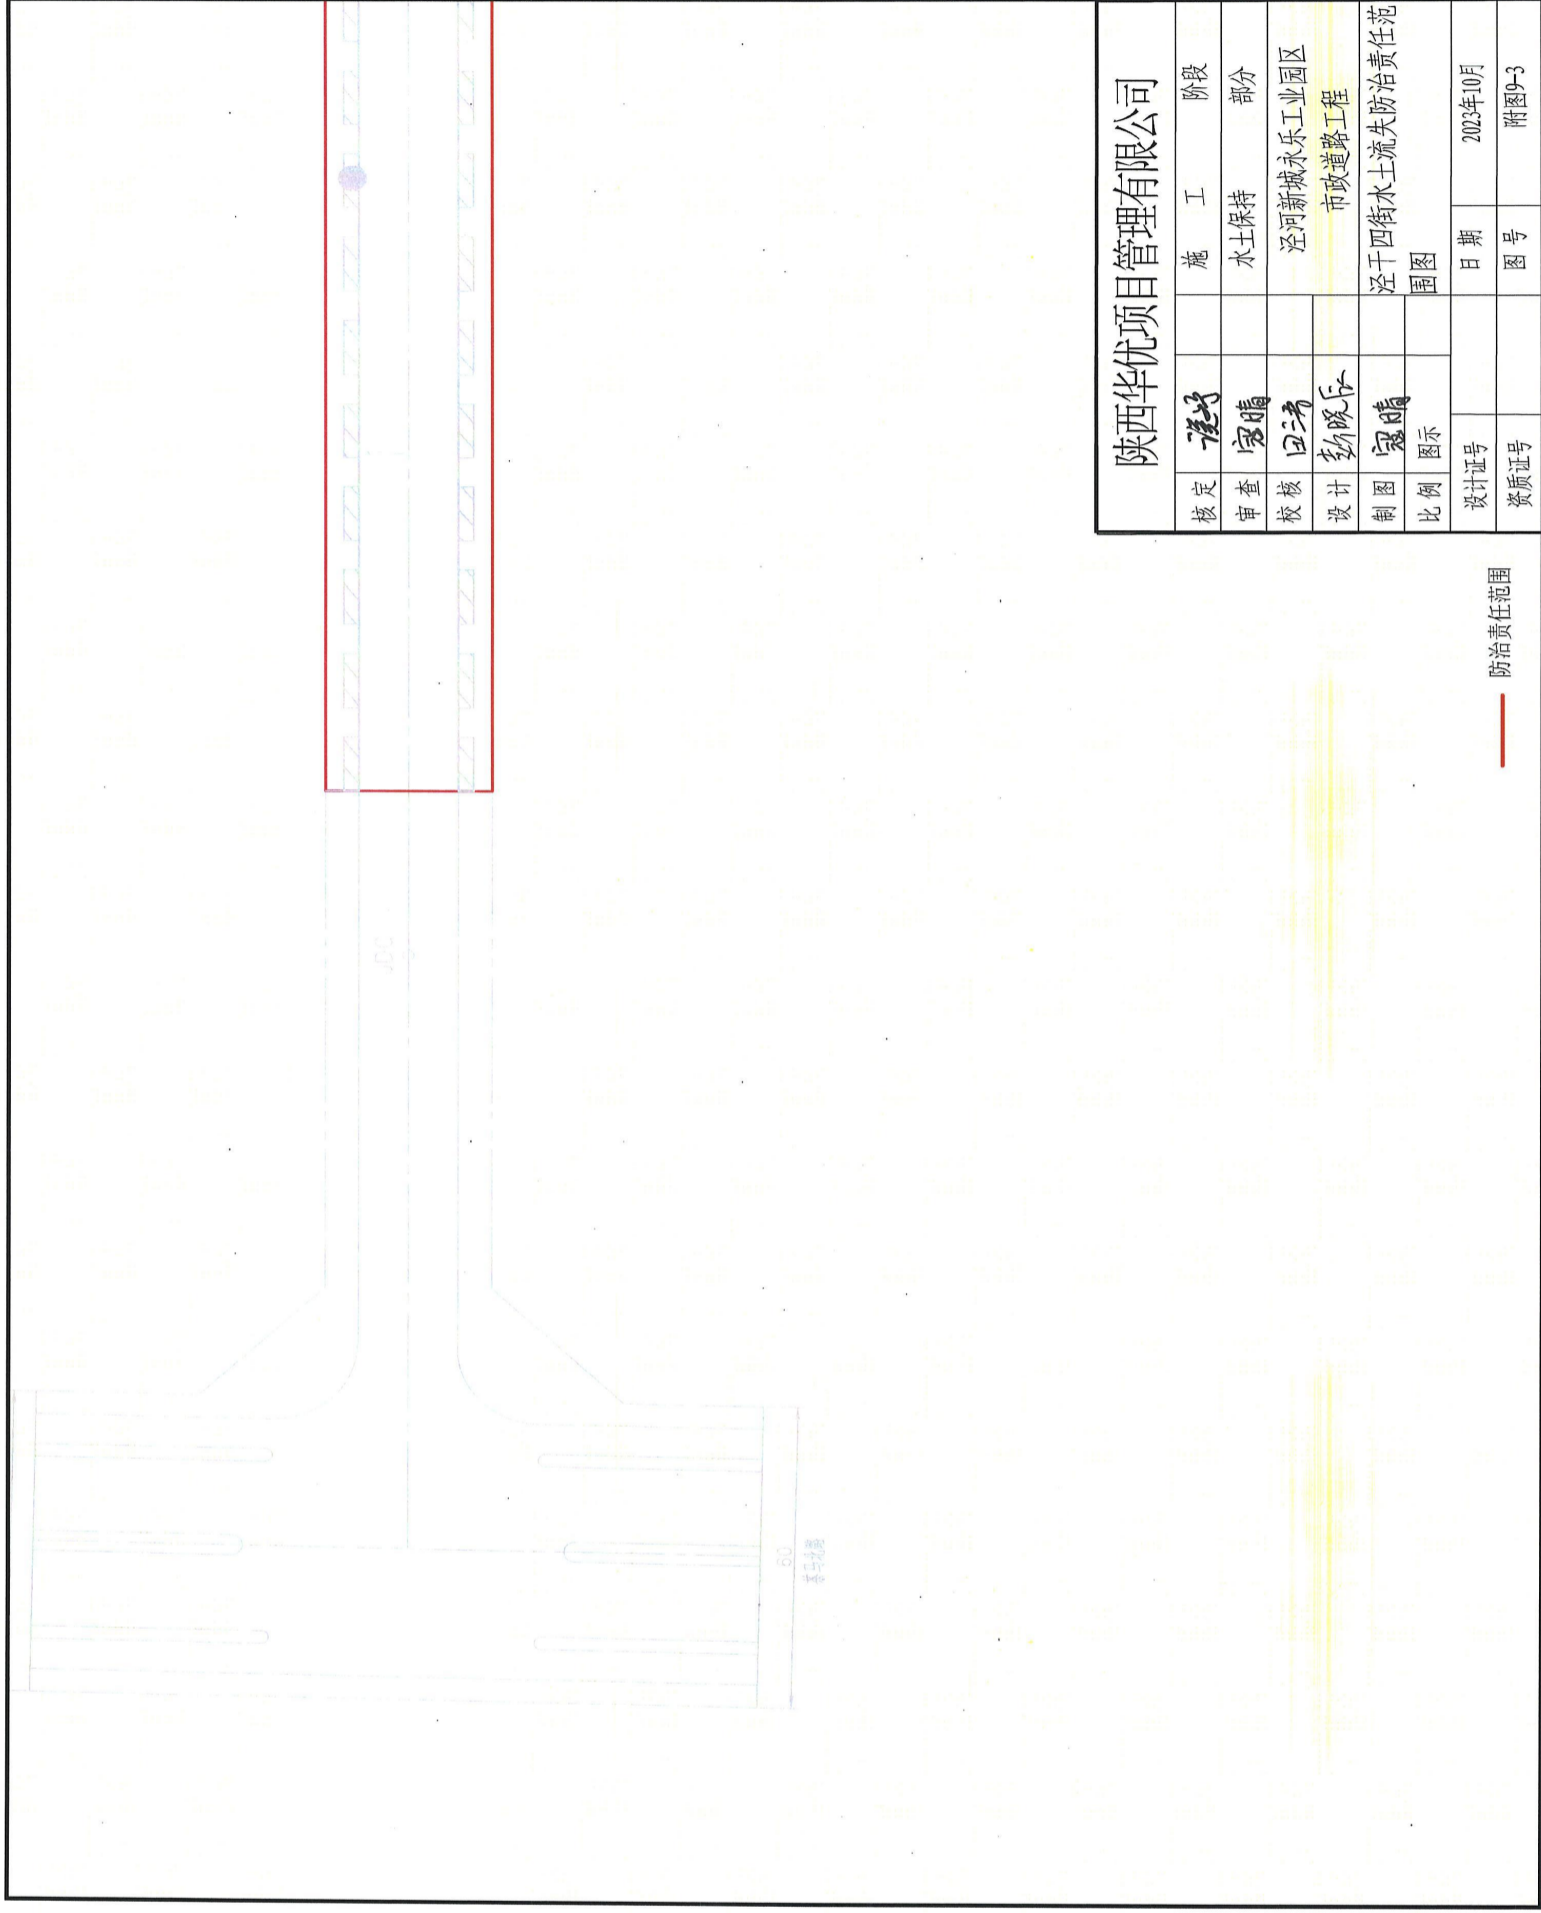 陕西华优项目管理有限公司
核定 施 工 阶段
审查 水土保持 部分
校核 泾河新城永乐工业园区
设计 市政道路工程
制图 泾干四街水土流失防治责任范
比例 图示 围图
设计证号 日期 2023年10月
资质证号 图号 附图9-3
防治责任范围
60